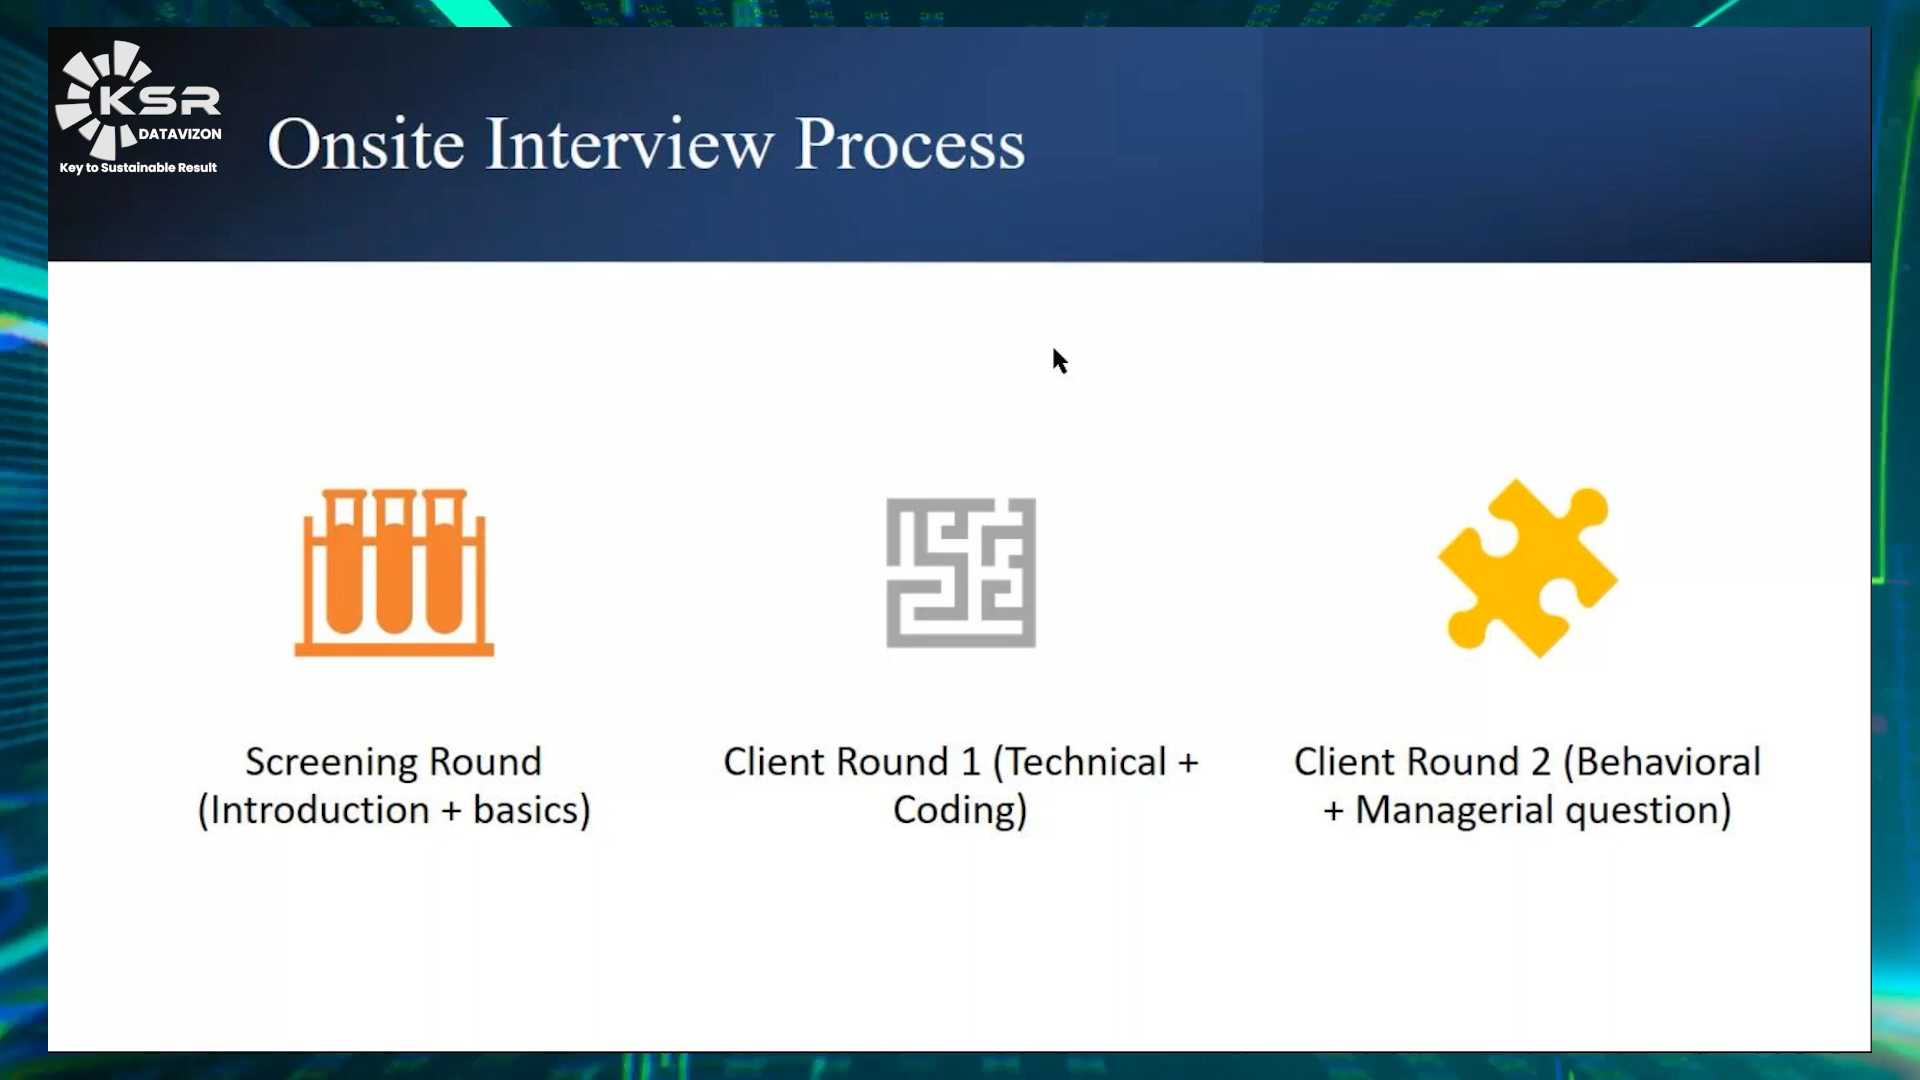 KSR
DATAVIZON
Key to Sustainable Result
Onsite Interview Process
Screening Round
(Introduction + basics)
Client Round 1 (Technical +
Coding)
Client Round 2 (Behavioral
+ Managerial question)